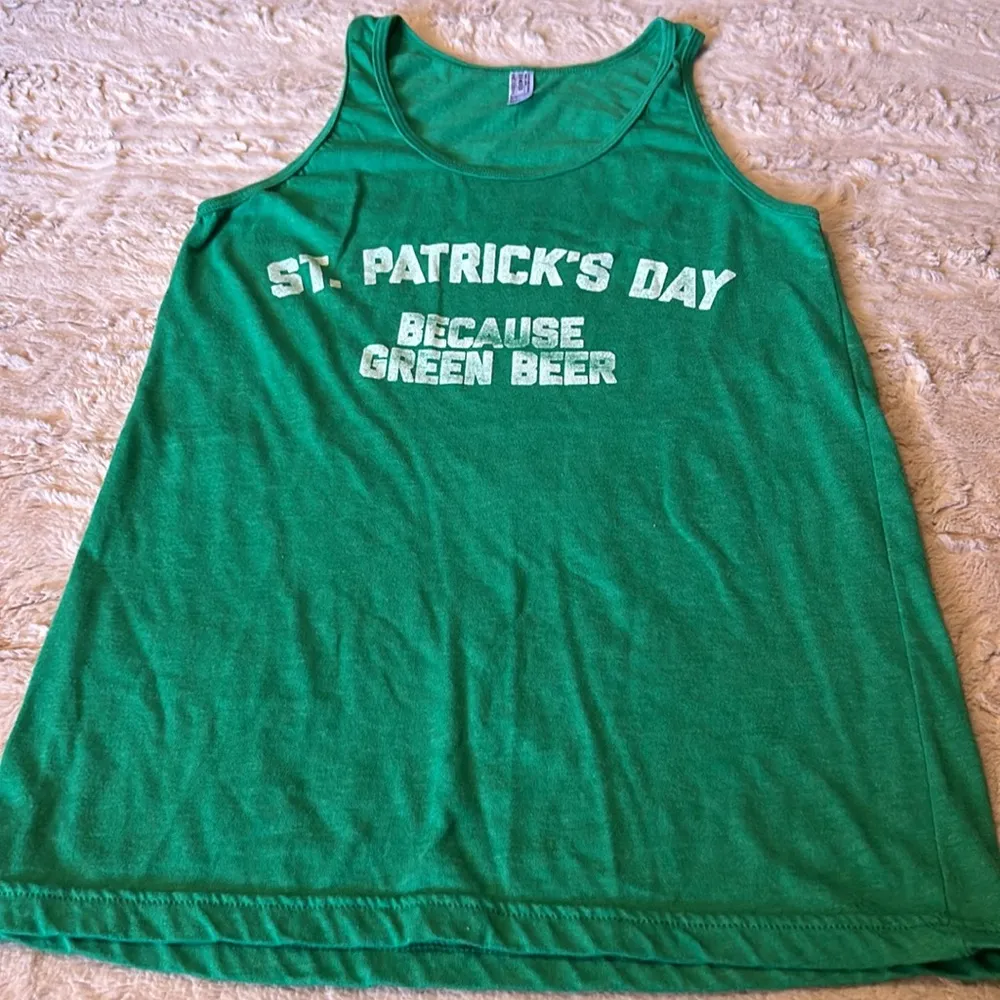 ST. PATRICK'S DAY
BECAUSE
GREEN BEER